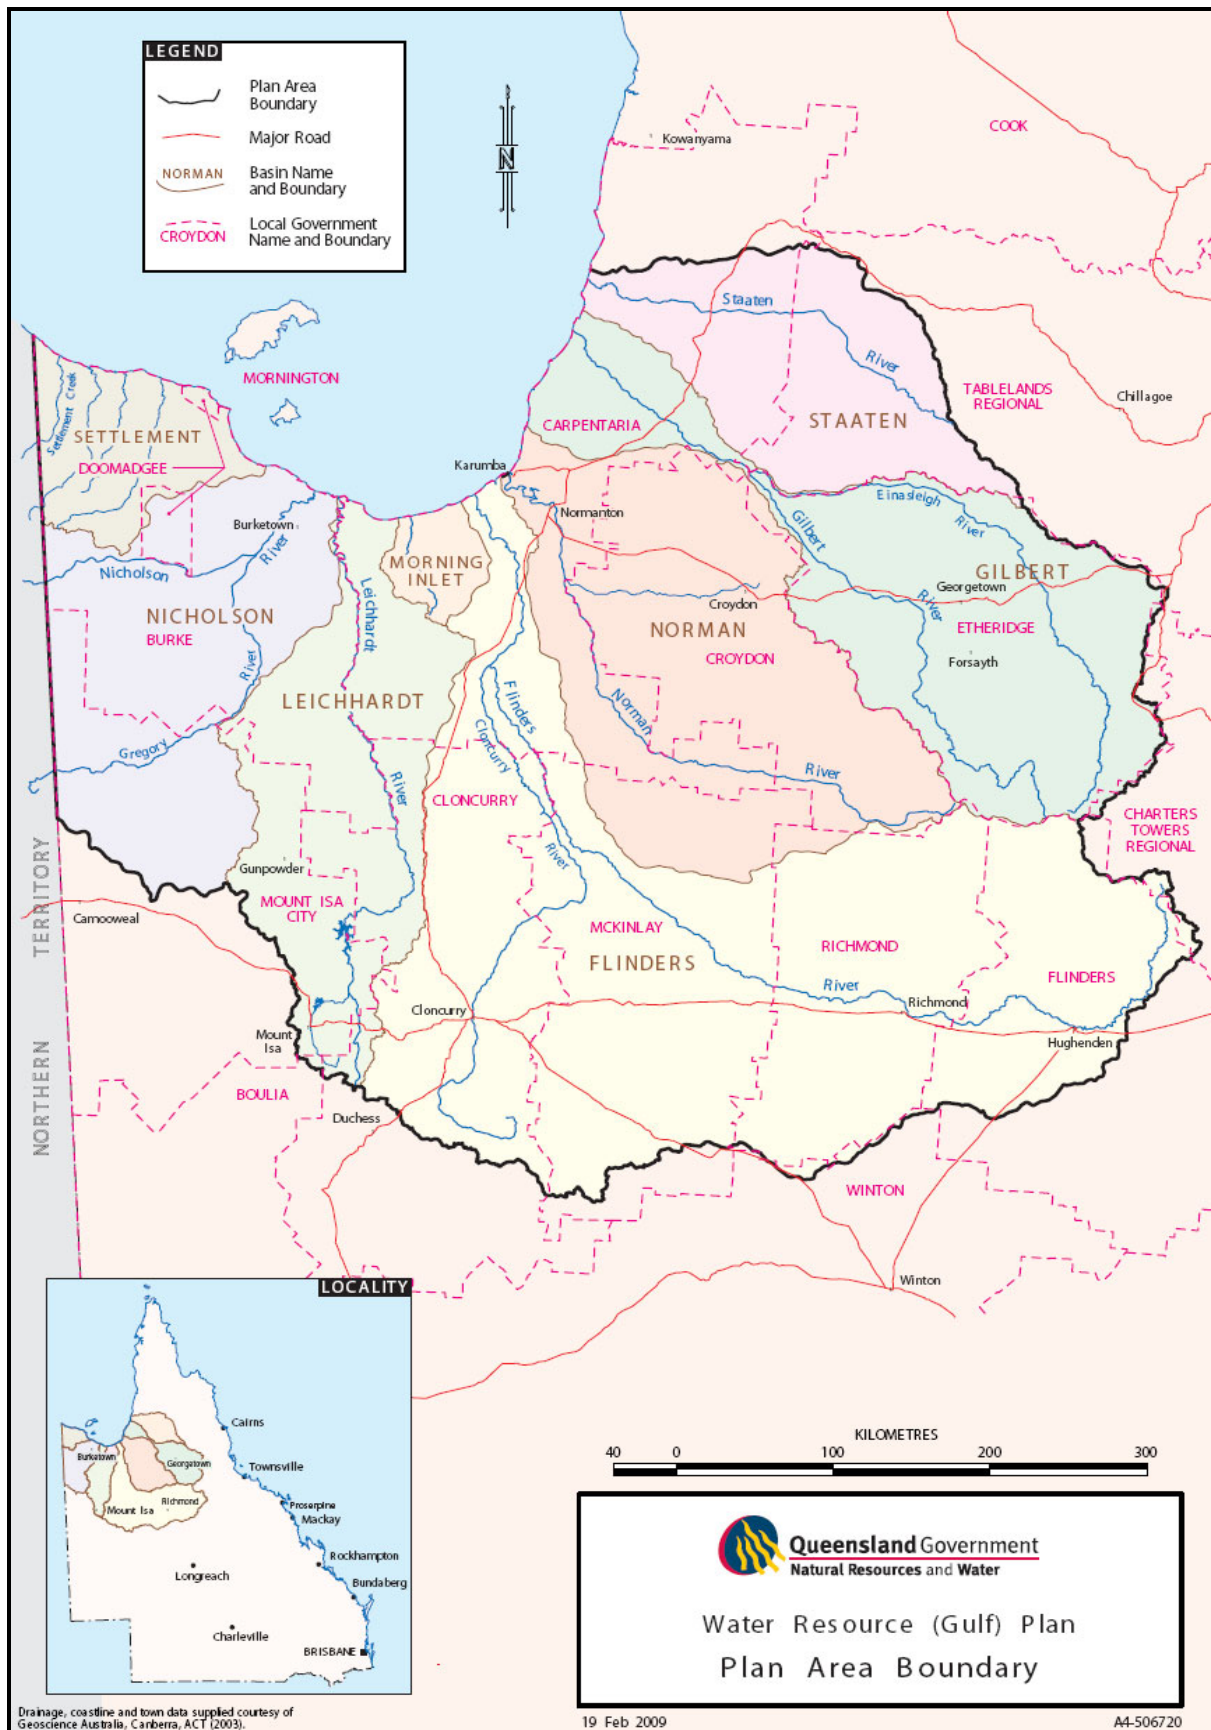 LEGEND
Plan Area
Boundary
Major Road
NORMAN
Basin Name
and Boundary
CROYDON
Local Government
Name and Boundary
N
Kowanyama
COOK
Staaten
River
STAATEN
TABLELANDS
REGIONAL
Chillagoe
MORNINGTON
CARPENTARIA
Settlement Creek
SETTLEMENT
DOOMADGEE
Karumba
Normanton
Burketown
River
Nicholson
NICHOLSON
BURKE
River
Gregory
MORNING
INLET
Leichhardt
LEICHHARDT
River
Gilbert
River
Einasleigh
River
GILBERT
Georgetown
ETHERIDGE
Forsayth
Croydon
NORMAN
CROYDON
Norman
River
Flinders
Cloncurry
River
CLONCURRY
CHARTERS
TOWERS
REGIONAL
Gunpowder
MOUNT ISA
CITY
Camooweal
MCKINLAY
FLINDERS
RICHMOND
River
Richmond
FLINDERS
Hughenden
Cloncurry
Mount
Isa
BOULIA
Duchess
WINTON
Winton
NORTHERN TERRITORY
LOCALITY
Cairns
Burketown
Georgetown
Townsville
Richmond
Mount Isa
Proserpine
Mackay
Rockhampton
Longreach
Bundaberg
Charleville
BRISBANE
KILOMETRES
40 0 100 200 300
Queensland Government
Natural Resources and Water
Water Resource (Gulf) Plan
Plan Area Boundary
Drainage, coastline and town data supplied courtesy of
Geoscience Australia, Canberra, ACT (2003).
19 Feb 2009
A4-506720